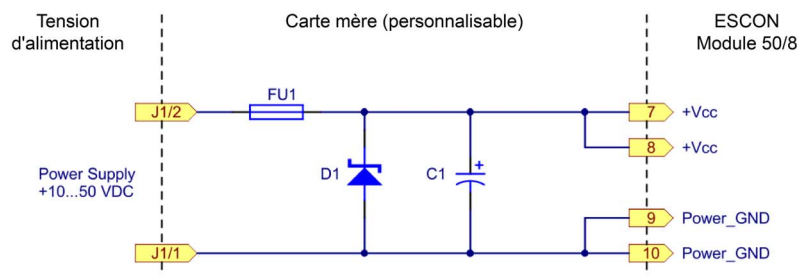 Tension
d'alimentation
Carte mère (personnalisable)
ESCON
Module 50/8
FU1
J1/2
7 +Vcc
8 +Vcc
Power Supply
+10...50 VDC
D1
C1 +
9 Power_GND
J1/1
10 Power_GND